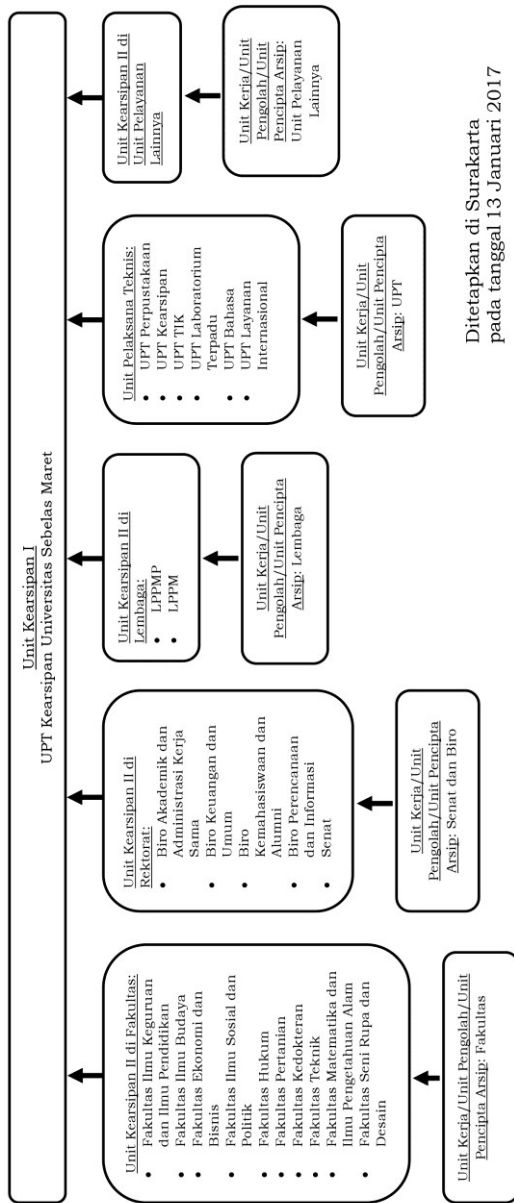 Unit Kearsipan I
UPT Kearsipan Universitas Sebelas Maret
Unit Kearsipan II di Fakultas:
• Fakultas Ilmu Keguruan
dan Ilmu Pendidikan
• Fakultas Ilmu Budaya
• Fakultas Ekonomi dan
Bisnis
• Fakultas Ilmu Sosial dan
Politik
• Fakultas Hukum
• Fakultas Pertanian
• Fakultas Kedokteran
• Fakultas Teknik
• Fakultas Matematika dan
Ilmu Pengetahuan Alam
• Fakultas Seni Rupa dan
Desain
Unit Kerja/Unit Pengolah/Unit
Pencipta Arsip: Fakultas
Unit Kearsipan II di
Rektorat:
• Biro Akademik dan
Administrasi Kerja
Sama
• Biro Keuangan dan
Umum
• Biro
Kemahasiswaan dan
Alumni
• Biro Perencanaan
dan Informasi
• Senat
Unit Kerja/Unit
Pengolah/Unit Pencipta
Arsip: Senat dan Biro
Unit Kearsipan II di
Lembaga:
• LPPMP
• LPPM
Unit Kerja/Unit
Pengolah/Unit Pencipta
Arsip: Lembaga
Unit Pelaksana Teknis:
• UPT Perpustakaan
• UPT Kearsipan
• UPT TIK
• UPT Laboratorium
Terpadu
• UPT Bahasa
• UPT Layanan
Internasional
Unit Kerja/Unit
Pengolah/Unit Pencipta
Arsip: UPT
Unit Kearsipan II di
Unit Pelayanan
Lainnya
Unit Kerja/Unit
Pengolah/Unit
Pencipta Arsip:
Unit Pelayanan
Lainnya
Ditetapkan di Surakarta
pada tanggal 13 Januari 2017